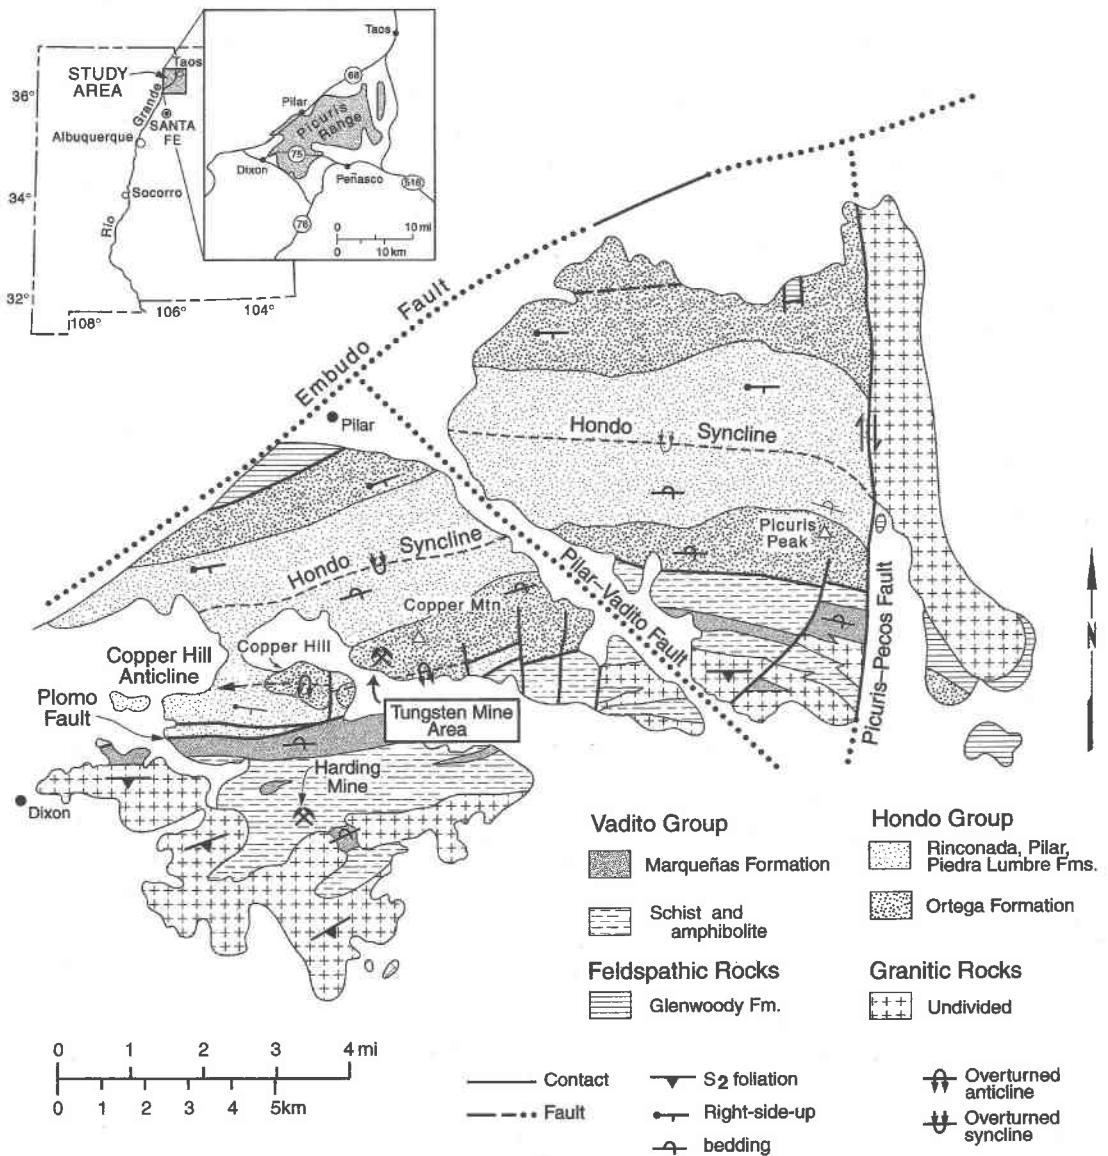 STUDY
AREA
Taos
Grande
SANTA
FE
Albuquerque
Socorro
Rio
36°
34°
32°
108°
106°
104°
Taos
68
Pilar
Picuris
Range
75
Dixon
Peñasco
518
76
0 10 mi
0 10 km
Embudo Fault
Pilar
Hondo Syncline
Hondo Syncline
Picuris
Peak
Pilar–Vadito Fault
Picuris–Pecos Fault
Copper Mtn.
Copper Hill
Copper Hill
Anticline
Plomo
Fault
Tungsten Mine
Area
Harding
Mine
Dixon
N
Vadito Group
Marqueñas Formation
Schist and
amphibolite
Feldspathic Rocks
Glenwoody Fm.
Hondo Group
Rinconada, Pilar,
Piedra Lumbre Fms.
Ortega Formation
Granitic Rocks
Undivided
0 1 2 3 4 mi
0 1 2 3 4 5km
Contact
Fault
S2 foliation
Right-side-up
bedding
Overturned
anticline
Overturned
syncline